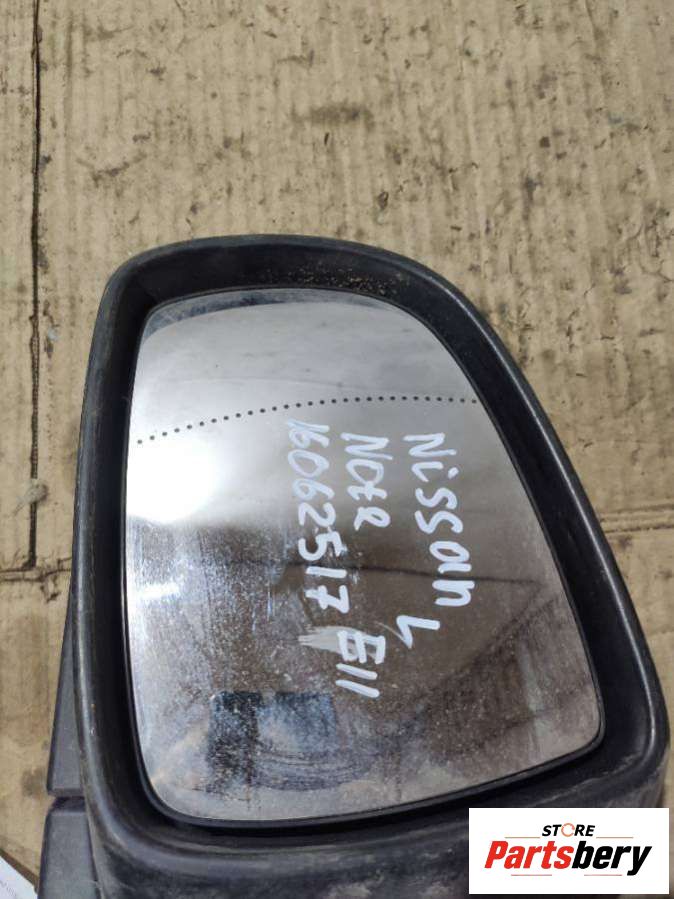 Nissan L
NOTE
16062517 E11
STORE
Partsbery